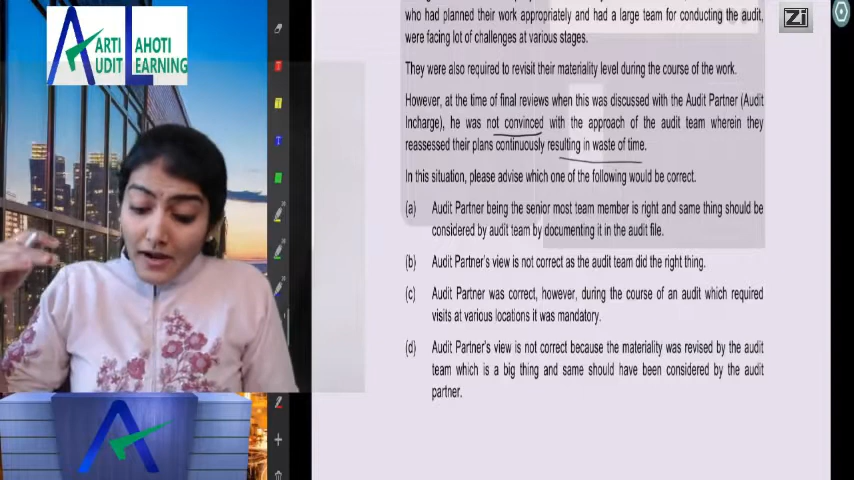 ARTI AHOTI
UDIT EARNING
Zi
who had planned their work appropriately and had a large team for conducting the audit,
were facing lot of challenges at various stages.
They were also required to revisit their materiality level during the course of the work.
However, at the time of final reviews when this was discussed with the Audit Partner (Audit
Incharge), he was not convinced with the approach of the audit team wherein they
reassessed their plans continuously resulting in waste of time.
In this situation, please advise which one of the following would be correct.
(a) Audit Partner being the senior most team member is right and same thing should be
considered by audit team by documenting it in the audit file.
(b) Audit Partner's view is not correct as the audit team did the right thing.
(c) Audit Partner was correct, however, during the course of an audit which required
visits at various locations it was mandatory.
(d) Audit Partner's view is not correct because the materiality was revised by the audit
team which is a big thing and same should have been considered by the audit
partner.